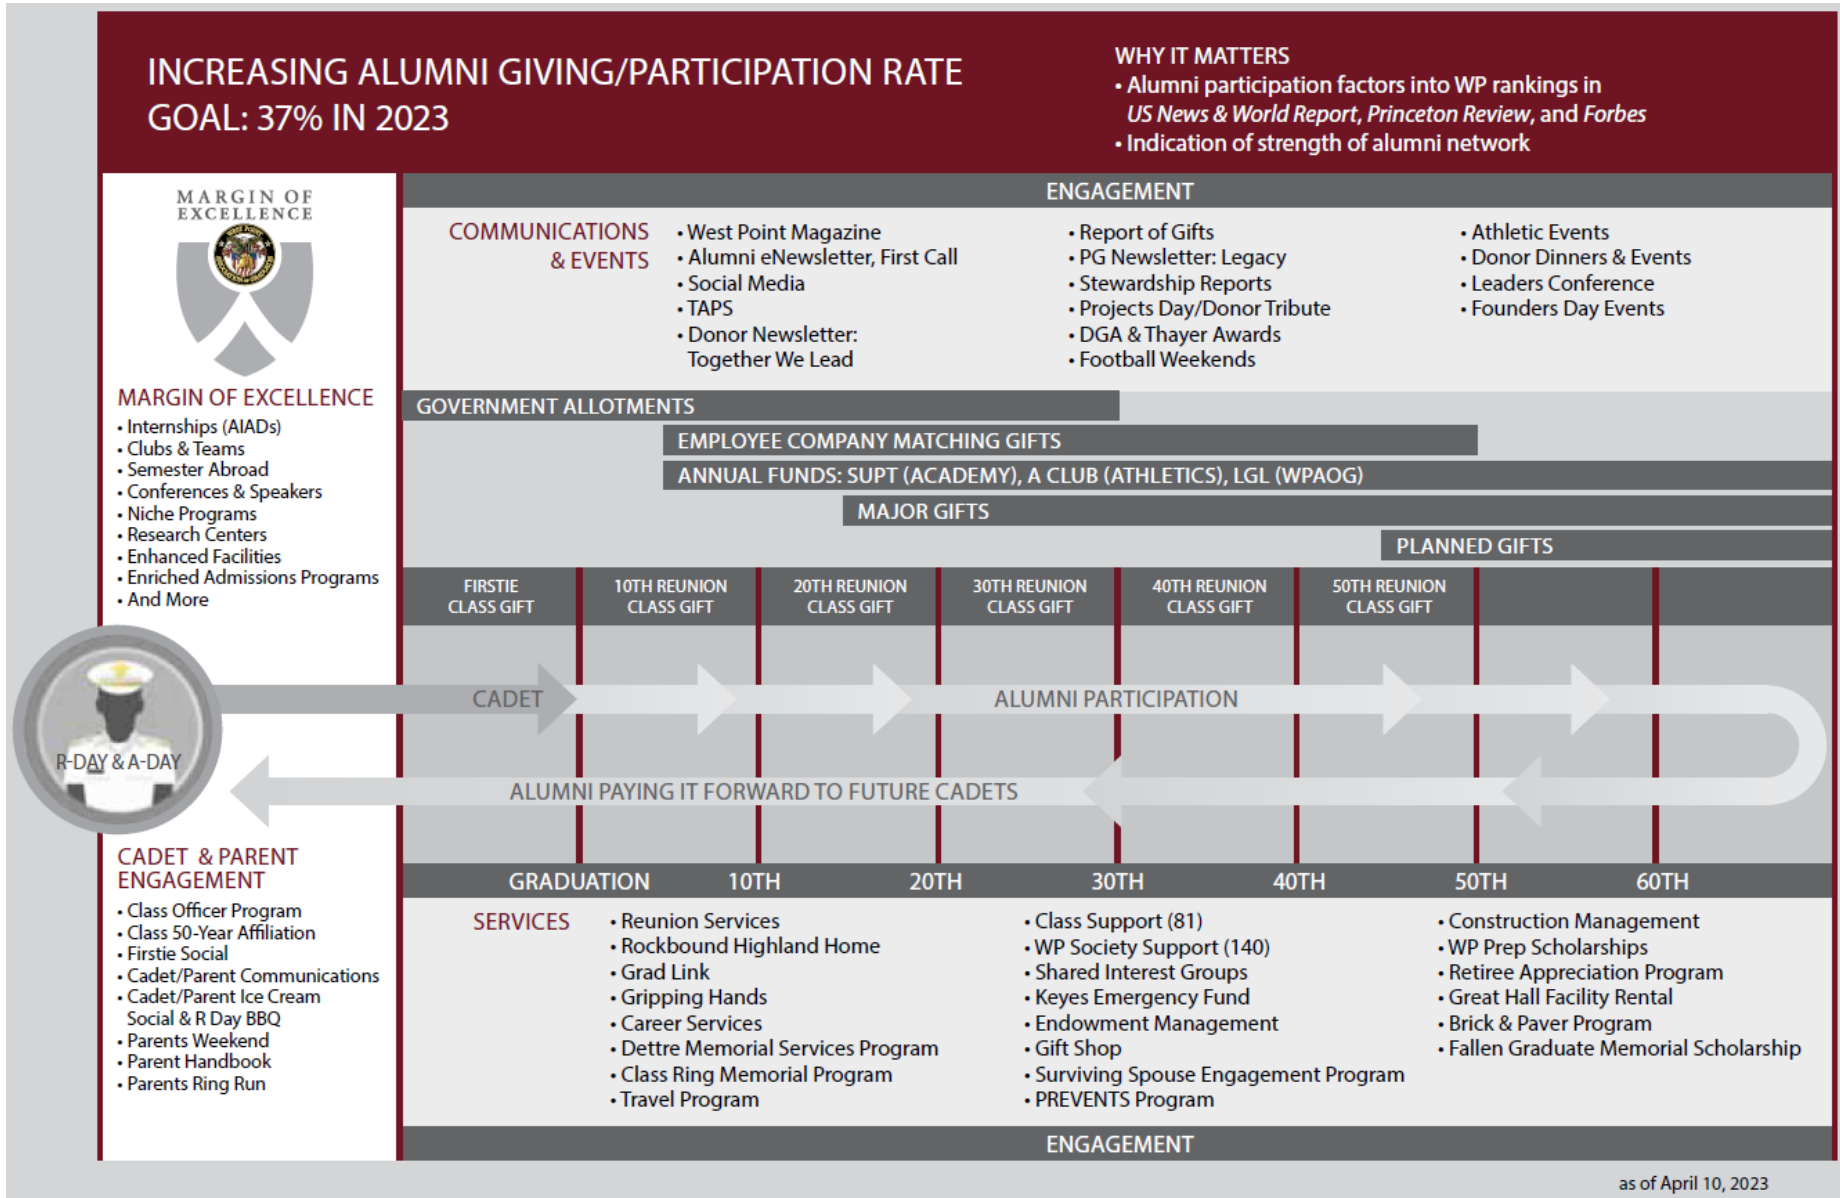 INCREASING ALUMNI GIVING/PARTICIPATION RATE
GOAL: 37% IN 2023
WHY IT MATTERS
• Alumni participation factors into WP rankings in
US News & World Report, Princeton Review, and Forbes
• Indication of strength of alumni network
MARGIN OF
EXCELLENCE
WEST POINT
MARGIN OF EXCELLENCE
• Internships (AIADs)
• Clubs & Teams
• Semester Abroad
• Conferences & Speakers
• Niche Programs
• Research Centers
• Enhanced Facilities
• Enriched Admissions Programs
• And More
R-DAY & A-DAY
CADET & PARENT
ENGAGEMENT
• Class Officer Program
• Class 50-Year Affiliation
• Firstie Social
• Cadet/Parent Communications
• Cadet/Parent Ice Cream
Social & R Day BBQ
• Parents Weekend
• Parent Handbook
• Parents Ring Run
ENGAGEMENT
COMMUNICATIONS
& EVENTS
• West Point Magazine
• Alumni eNewsletter, First Call
• Social Media
• TAPS
• Donor Newsletter:
Together We Lead
• Report of Gifts
• PG Newsletter: Legacy
• Stewardship Reports
• Projects Day/Donor Tribute
• DGA & Thayer Awards
• Football Weekends
• Athletic Events
• Donor Dinners & Events
• Leaders Conference
• Founders Day Events
GOVERNMENT ALLOTMENTS
EMPLOYEE COMPANY MATCHING GIFTS
ANNUAL FUNDS: SUPT (ACADEMY), A CLUB (ATHLETICS), LGL (WPAOG)
MAJOR GIFTS
PLANNED GIFTS
FIRSTIE
CLASS GIFT
10TH REUNION
CLASS GIFT
20TH REUNION
CLASS GIFT
30TH REUNION
CLASS GIFT
40TH REUNION
CLASS GIFT
50TH REUNION
CLASS GIFT
CADET
ALUMNI PARTICIPATION
ALUMNI PAYING IT FORWARD TO FUTURE CADETS
GRADUATION 10TH 20TH 30TH 40TH 50TH 60TH
SERVICES
• Reunion Services
• Rockbound Highland Home
• Grad Link
• Gripping Hands
• Career Services
• Dettre Memorial Services Program
• Class Ring Memorial Program
• Travel Program
• Class Support (81)
• WP Society Support (140)
• Shared Interest Groups
• Keyes Emergency Fund
• Endowment Management
• Gift Shop
• Surviving Spouse Engagement Program
• PREVENTS Program
• Construction Management
• WP Prep Scholarships
• Retiree Appreciation Program
• Great Hall Facility Rental
• Brick & Paver Program
• Fallen Graduate Memorial Scholarship
ENGAGEMENT
as of April 10, 2023